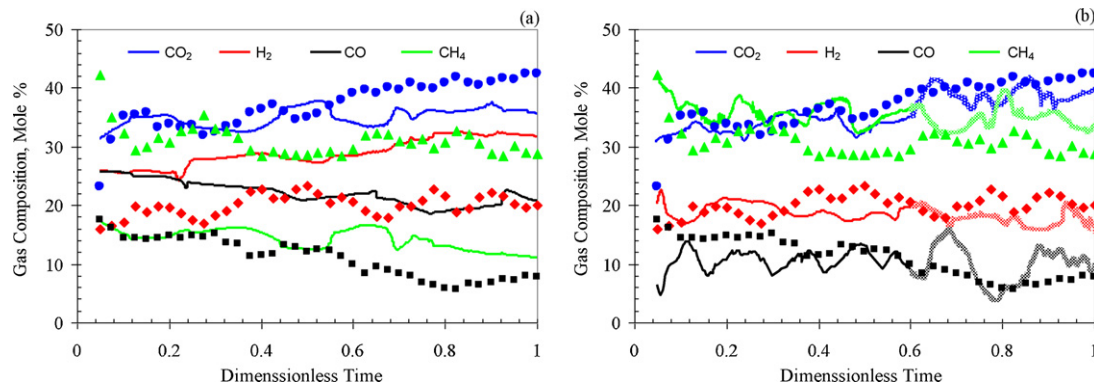 (a)
50
40
30
20
10
0
Gas Composition, Mole %
CO2 H2 CO CH4
0 0.2 0.4 0.6 0.8 1
Dimenssionless Time
(b)
50
40
30
20
10
0
Gas Composition, Mole %
CO2 H2 CO CH4
0 0.2 0.4 0.6 0.8 1
Dimenssionless Time